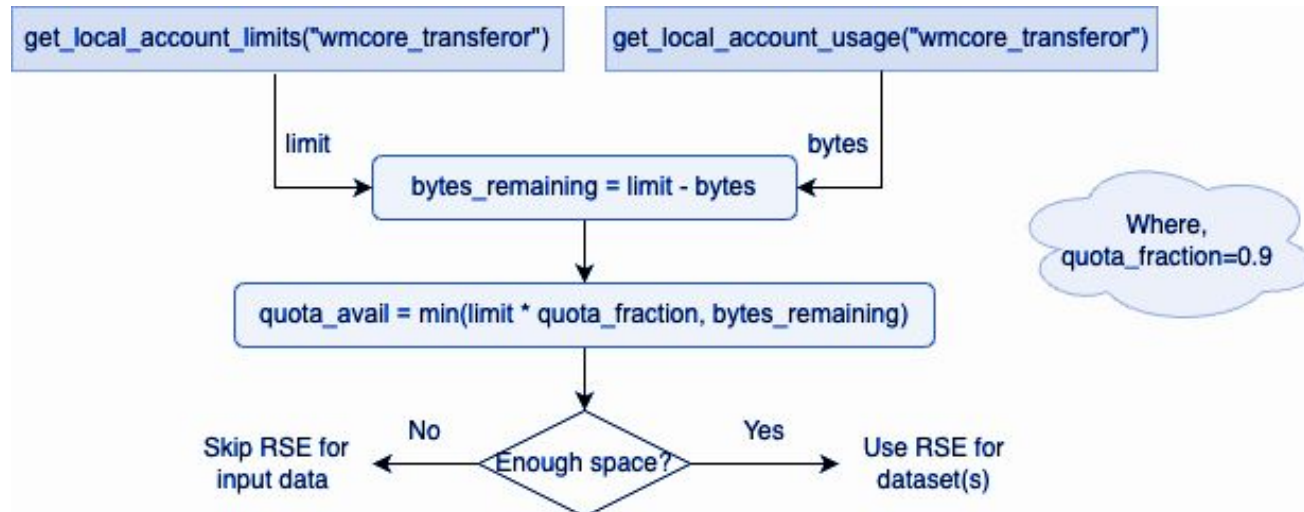 get_local_account_limits("wmcore_transferor")
get_local_account_usage("wmcore_transferor")
limit
bytes
bytes_remaining = limit - bytes
Where,
quota_fraction=0.9
quota_avail = min(limit * quota_fraction, bytes_remaining)
No
Yes
Skip RSE for
input data
Enough space?
Use RSE for
dataset(s)